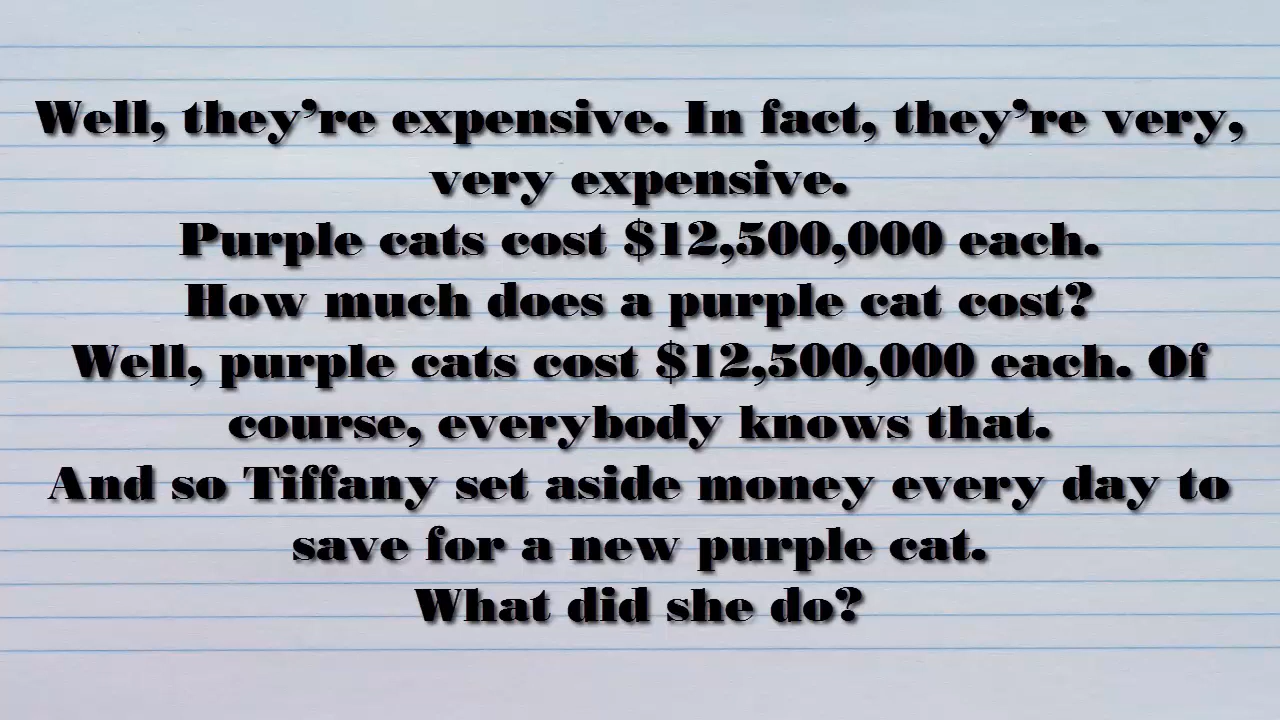 Well, they’re expensive. In fact, they’re very,
very expensive.
Purple cats cost $12,500,000 each.
How much does a purple cat cost?
Well, purple cats cost $12,500,000 each. Of
course, everybody knows that.
And so Tiffany set aside money every day to
save for a new purple cat.
What did she do?